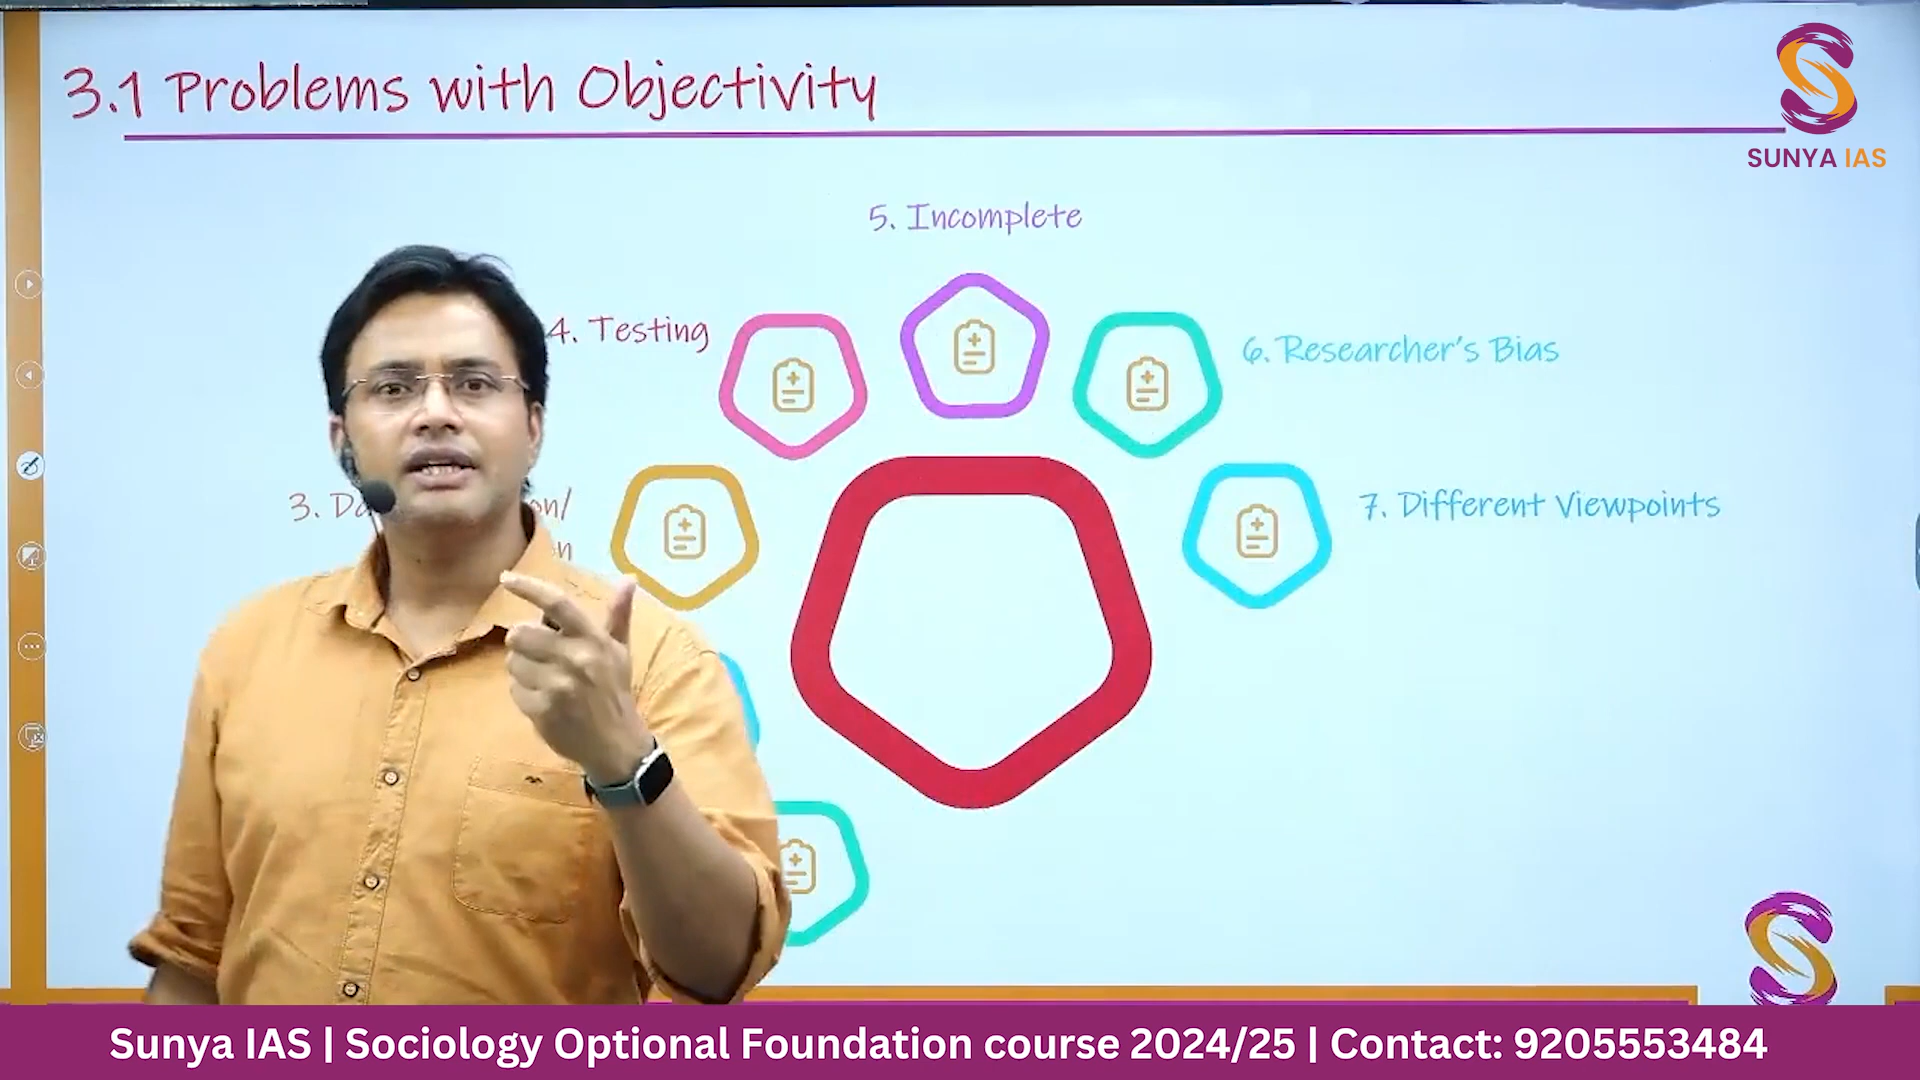 3.1 Problems with Objectivity
SUNYA IAS
5. Incomplete
4. Testing
6. Researcher's Bias
3.
7. Different Viewpoints
Sunya IAS | Sociology Optional Foundation course 2024/25 | Contact: 9205553484